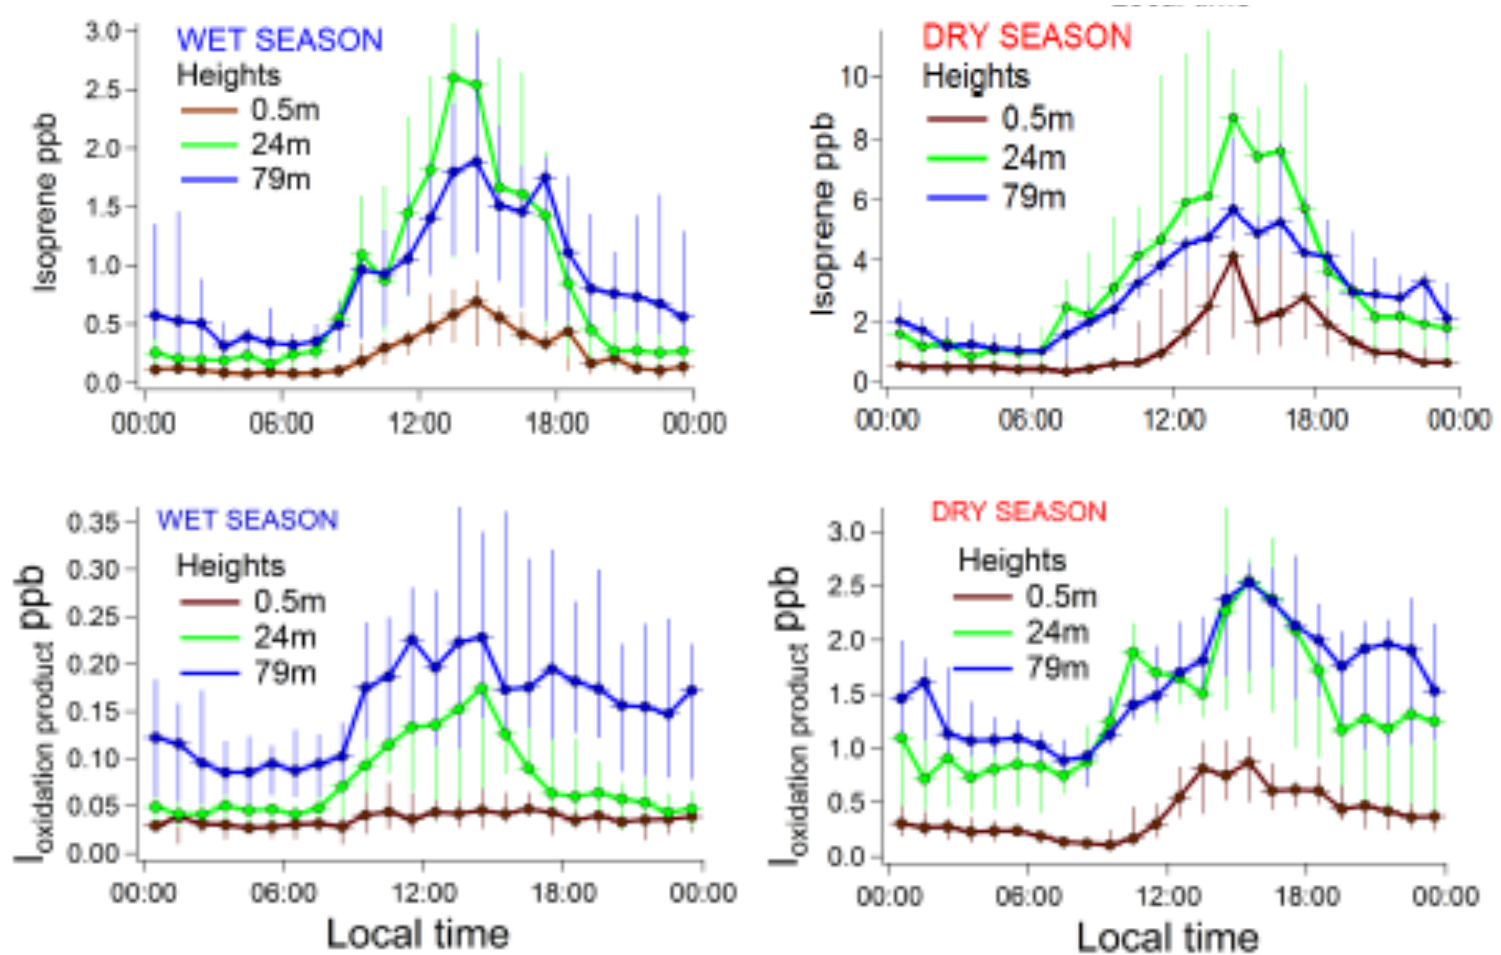 WET SEASON
Heights
0.5m
24m
79m
Isoprene ppb
3.0
2.5
2.0
1.5
1.0
0.5
0.0
00:00 06:00 12:00 18:00 00:00
DRY SEASON
Heights
0.5m
24m
79m
Isoprene ppb
10
8
6
4
2
0
00:00 06:00 12:00 18:00 00:00
WET SEASON
Heights
0.5m
24m
79m
Ioxidation product ppb
0.35
0.30
0.25
0.20
0.15
0.10
0.05
0.00
00:00 06:00 12:00 18:00 00:00
Local time
DRY SEASON
Heights
0.5m
24m
79m
Ioxidation product ppb
3.0
2.5
2.0
1.5
1.0
0.5
0.0
00:00 06:00 12:00 18:00 00:00
Local time